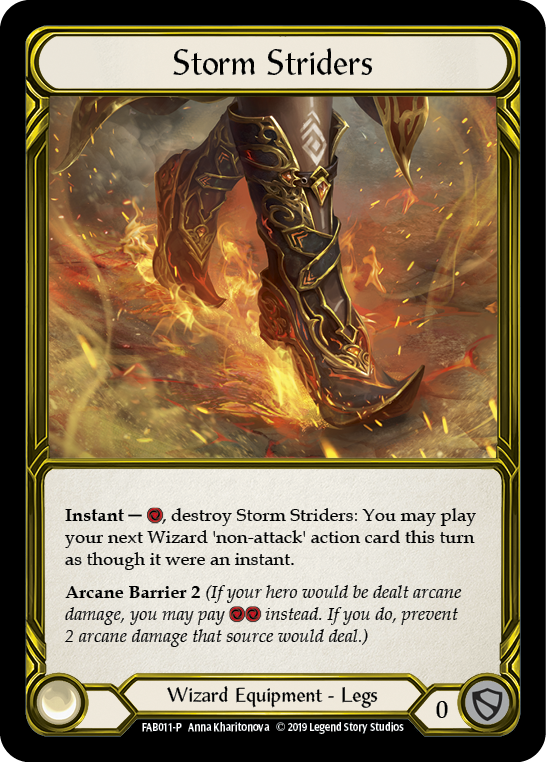 Storm Striders
Instant — , destroy Storm Striders: You may play
your next Wizard 'non-attack' action card this turn
as though it were an instant.
Arcane Barrier 2 (If your hero would be dealt arcane
damage, you may pay instead. If you do, prevent
2 arcane damage that source would deal.)
Wizard Equipment - Legs
0
FAB011-P Anna Kharitonova © 2019 Legend Story Studios